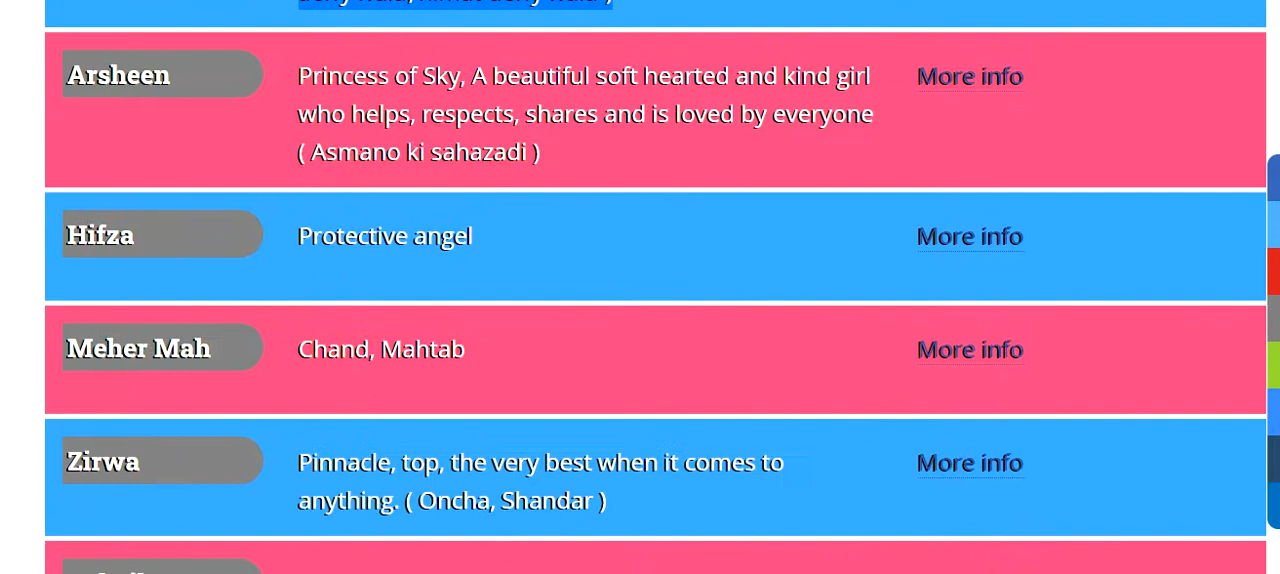 Arsheen
Princess of Sky, A beautiful soft hearted and kind girl
who helps, respects, shares and is loved by everyone
( Asmano ki sahazadi )
More info
Hifza
Protective angel
More info
Meher Mah
Chand, Mahtab
More info
Zirwa
Pinnacle, top, the very best when it comes to
anything. ( Oncha, Shandar )
More info